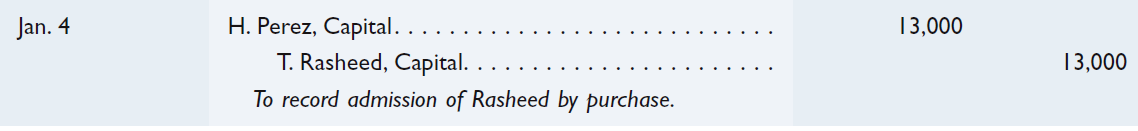 Jan. 4 H. Perez, Capital. . . . . . . . . . . . . . . . . . . . . . . . . . . . 13,000
T. Rasheed, Capital. . . . . . . . . . . . . . . . . . . . . . . 13,000
To record admission of Rasheed by purchase.